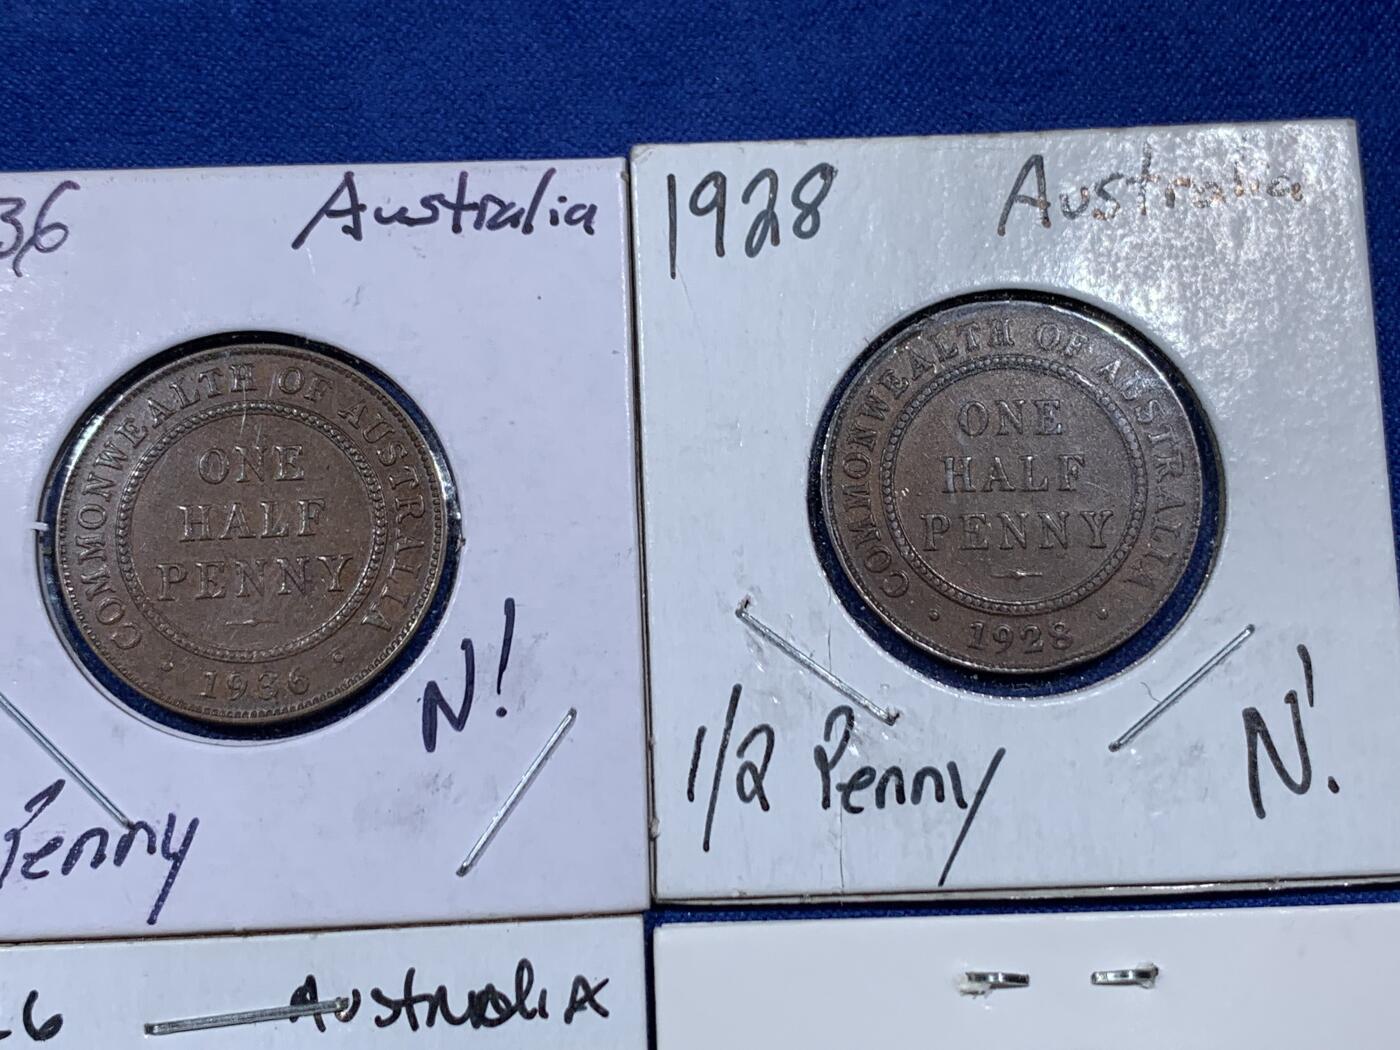 36 Australia
COMMONWEALTH OF AUSTRALIA
ONE
HALF
PENNY
1936
N!
Penny
1928 Australia
COMMONWEALTH OF AUSTRALIA
ONE
HALF
PENNY
1928
1/2 Penny N!
26 Australia